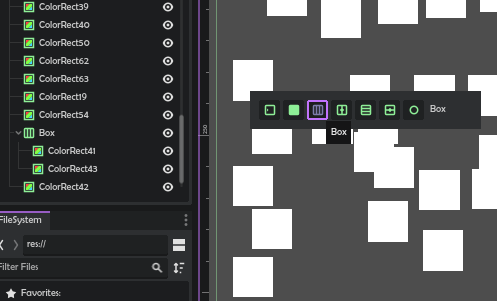 ColorRect39
ColorRect40
ColorRect50
ColorRect62
ColorRect63
ColorRect19
ColorRect54
Box
ColorRect41
ColorRect43
ColorRect42
FileSystem
res://
Filter Files
Favorites:
250
Box
Box